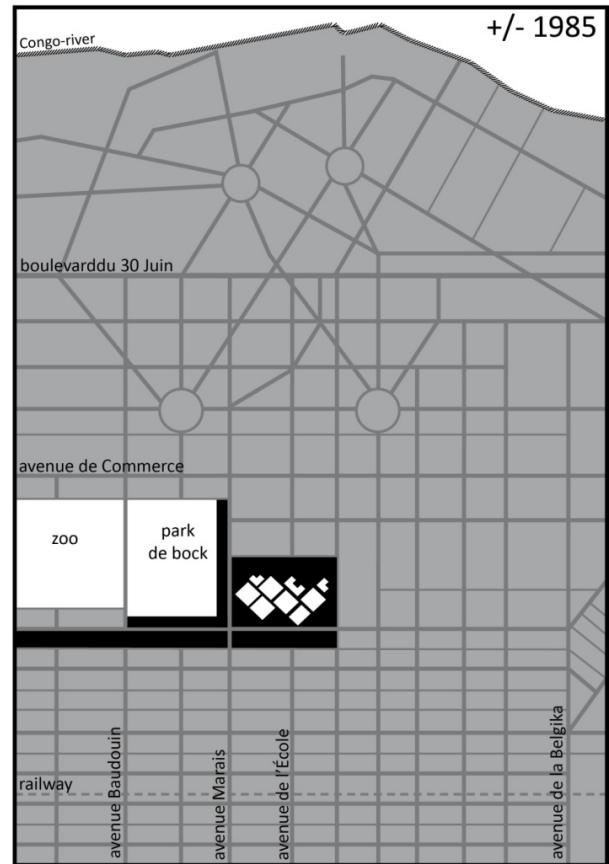 +/- 1985
Congo-river
boulevarddu 30 Juin
avenue de Commerce
zoo
park
de bock
avenue Baudouin
avenue Marais
avenue de l'École
avenue de la Belgika
railway